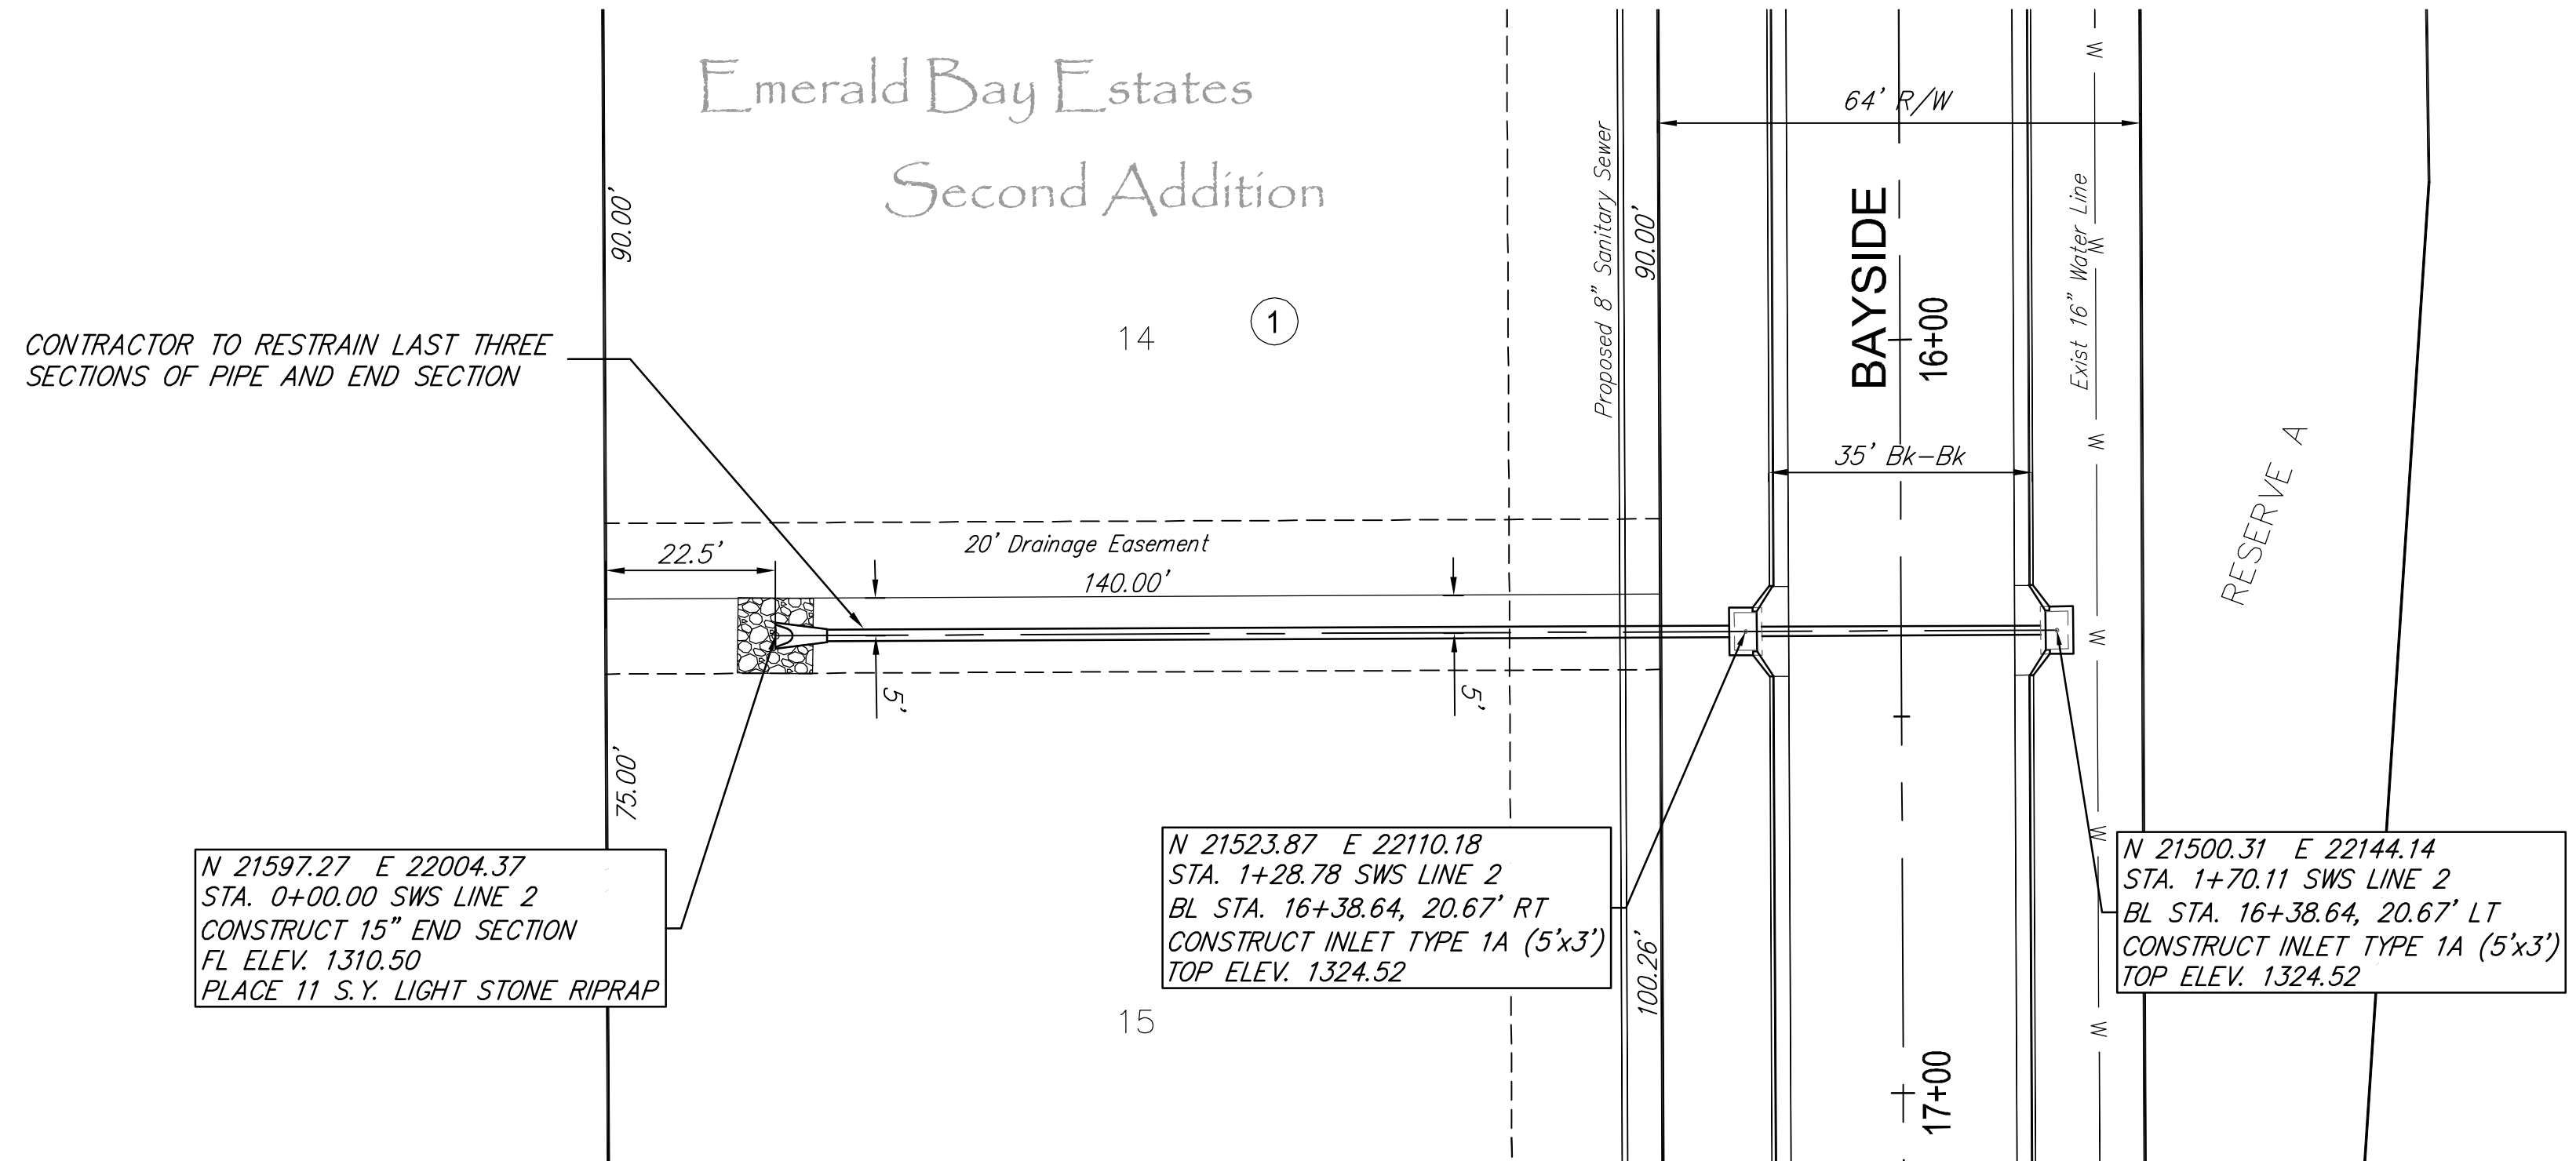 Emerald Bay Estates
Second Addition
64' R/W
Proposed 8" Sanitary Sewer
90.00'
90.00'
BAYSIDE
16+00
Exist 16" Water Line
W
W
W
W
W
W
14
1
CONTRACTOR TO RESTRAIN LAST THREE
SECTIONS OF PIPE AND END SECTION
35' Bk-Bk
RESERVE A
22.5'
20' Drainage Easement
140.00'
5'
5'
75.00'
N 21597.27 E 22004.37
STA. 0+00.00 SWS LINE 2
CONSTRUCT 15" END SECTION
FL ELEV. 1310.50
PLACE 11 S.Y. LIGHT STONE RIPRAP
N 21523.87 E 22110.18
STA. 1+28.78 SWS LINE 2
BL STA. 16+38.64, 20.67' RT
CONSTRUCT INLET TYPE 1A (5'x3')
TOP ELEV. 1324.52
N 21500.31 E 22144.14
STA. 1+70.11 SWS LINE 2
BL STA. 16+38.64, 20.67' LT
CONSTRUCT INLET TYPE 1A (5'x3')
TOP ELEV. 1324.52
100.26'
15
17+00